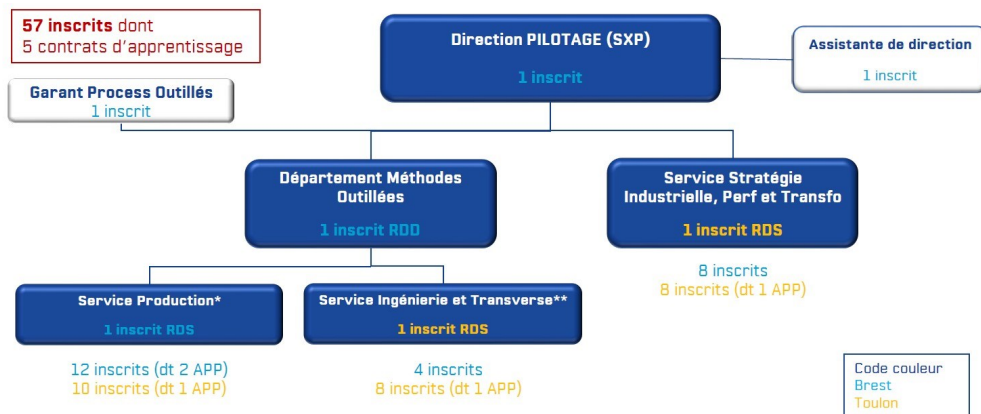 57 inscrits dont
5 contrats d'apprentissage
Direction PILOTAGE (SXP)
1 inscrit
Assistante de direction
1 inscrit
Garant Process Outillés
1 inscrit
Département Méthodes
Outillées
1 inscrit RDD
Service Stratégie
Industrielle, Perf et Transfo
1 inscrit RDS
8 inscrits
8 inscrits (dt 1 APP)
Service Production*
1 inscrit RDS
12 inscrits (dt 2 APP)
10 inscrits (dt 1 APP)
Service Ingénierie et Transverse**
1 inscrit RDS
4 inscrits
8 inscrits (dt 1 APP)
Code couleur
Brest
Toulon